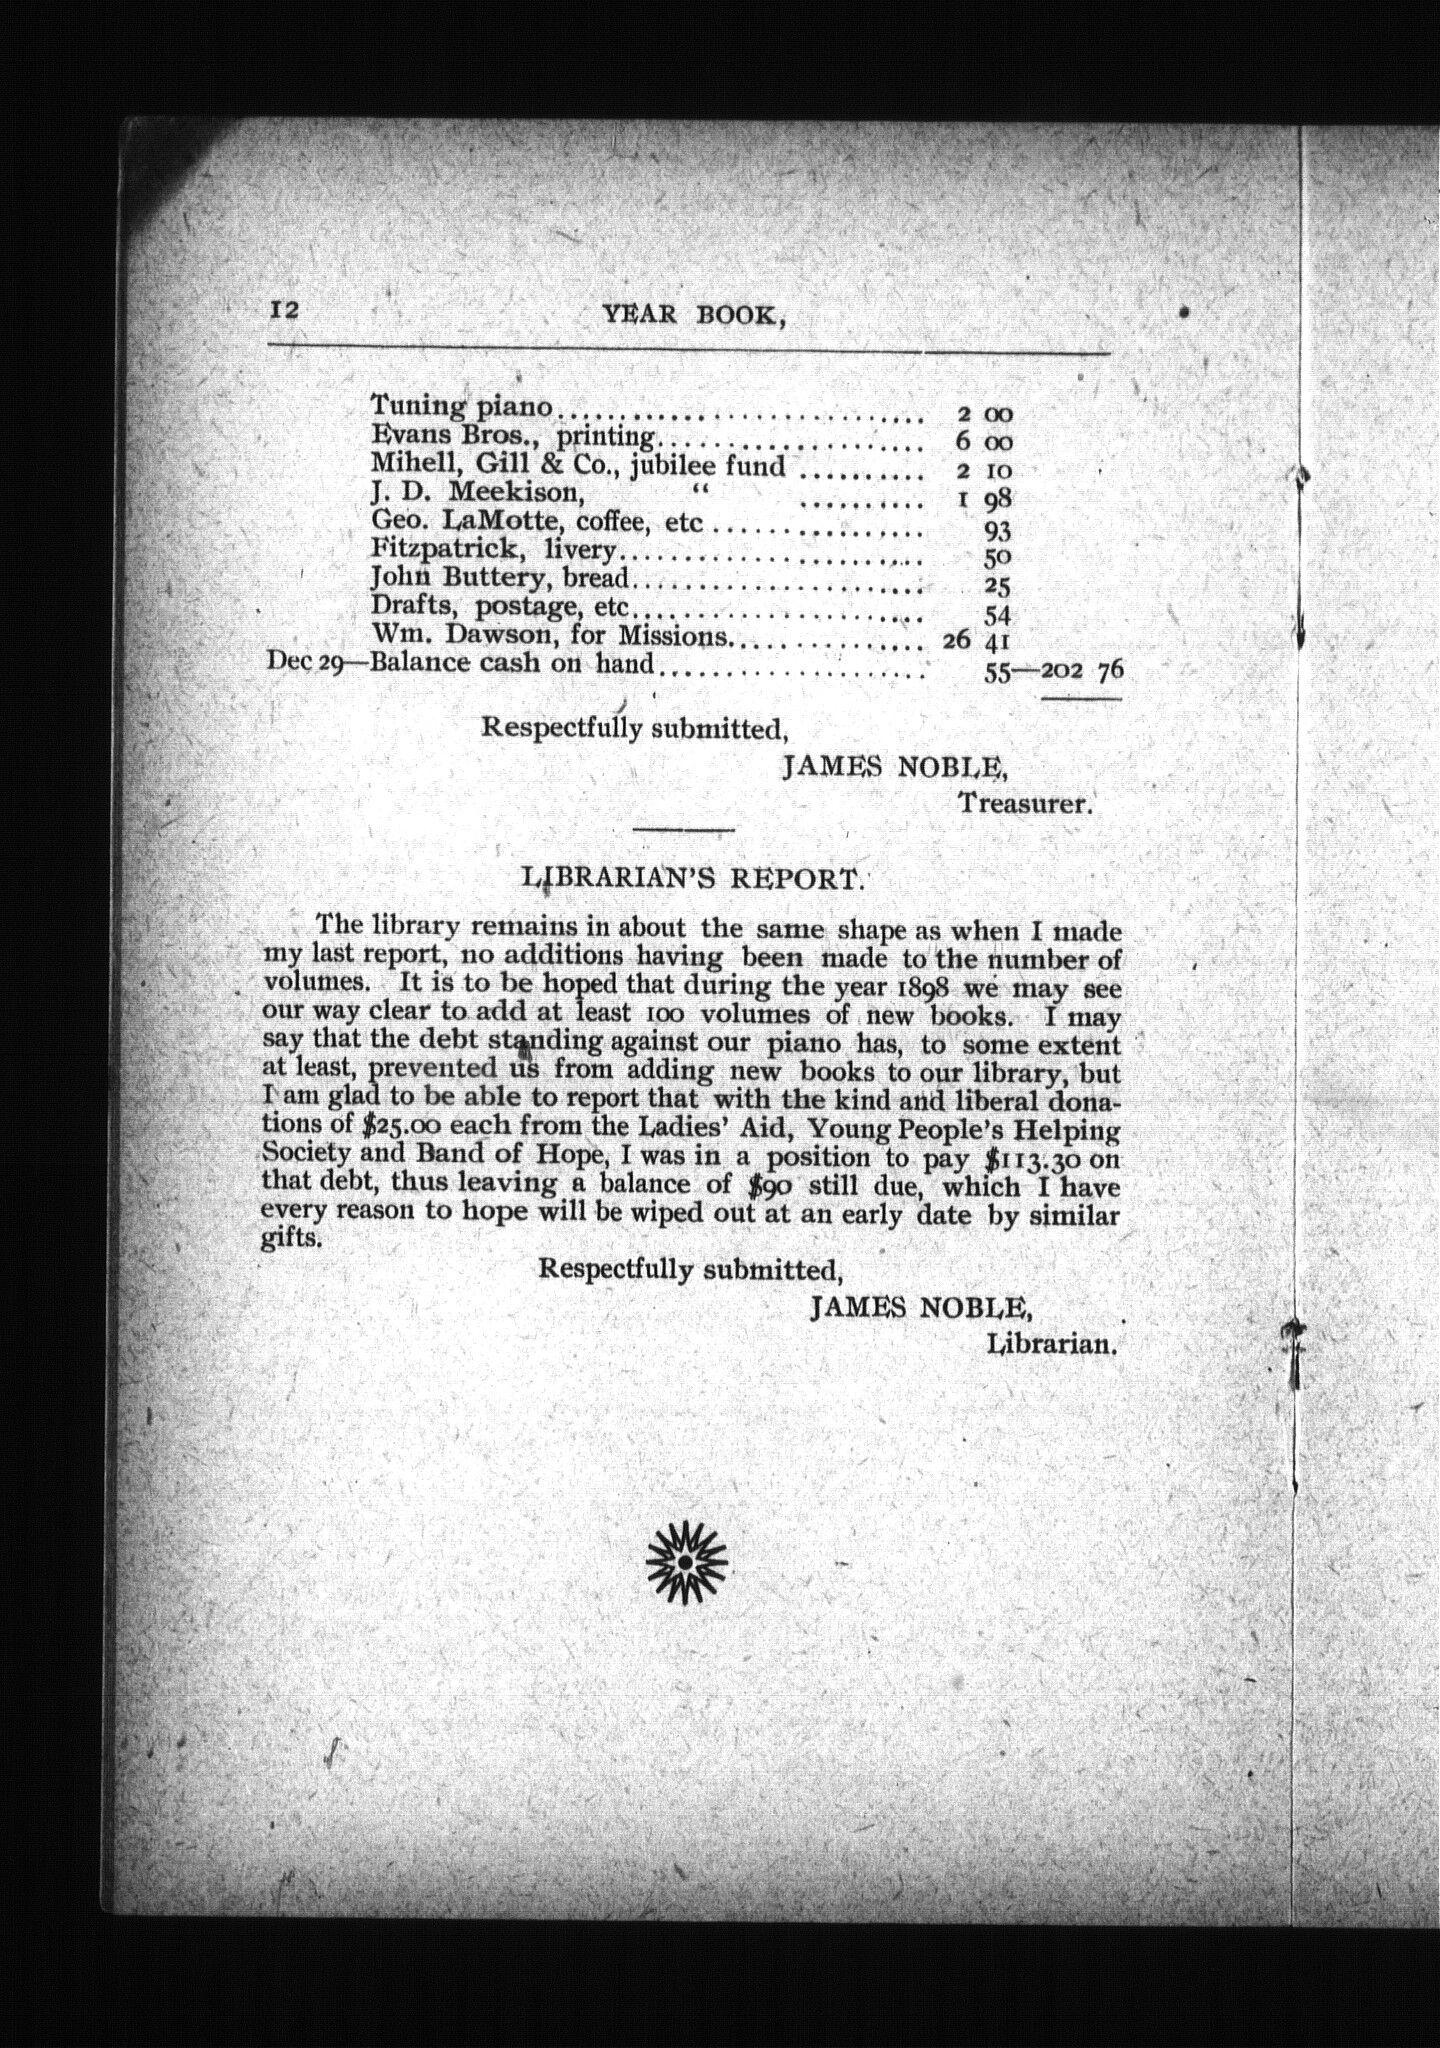 12 YEAR BOOK,
Tuning piano............................ 2 00
Evans Bros., printing.................... 6 00
Mihell, Gill & Co., jubilee fund .......... 2 10
J. D. Meekison, “ .......... 1 98
Geo. LaMotte, coffee, etc ................ 93
Fitzpatrick, livery....................... 50
John Buttery, bread...................... 25
Drafts, postage, etc...................... 54
Wm. Dawson, for Missions............... 26 41
Dec 29—Balance cash on hand.................... 55—202 76
Respectfully submitted,
JAMES NOBLE,
Treasurer.
LIBRARIAN'S REPORT.
The library remains in about the same shape as when I made
my last report, no additions having been made to the number of
volumes. It is to be hoped that during the year 1898 we may see
our way clear to add at least 100 volumes of new books. I may
say that the debt standing against our piano has, to some extent
at least, prevented us from adding new books to our library, but
I am glad to be able to report that with the kind and liberal dona-
tions of $25.00 each from the Ladies' Aid, Young People's Helping
Society and Band of Hope, I was in a position to pay $113.30 on
that debt, thus leaving a balance of $90 still due, which I have
every reason to hope will be wiped out at an early date by similar
gifts.
Respectfully submitted,
JAMES NOBLE,
Librarian.